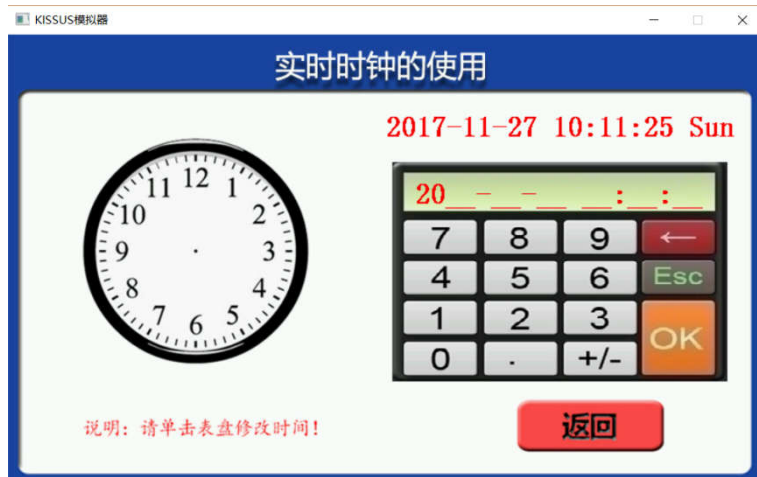 KISSUS模拟器
实时时钟的使用
2017-11-27 10:11:25 Sun
20__-__-__ __:__:__
12
11 1
10 2
9 3
8 4
7 5
6
7 8 9 ←
4 5 6 Esc
1 2 3 OK
0 . +/-
说明：请单击表盘修改时间！
返回